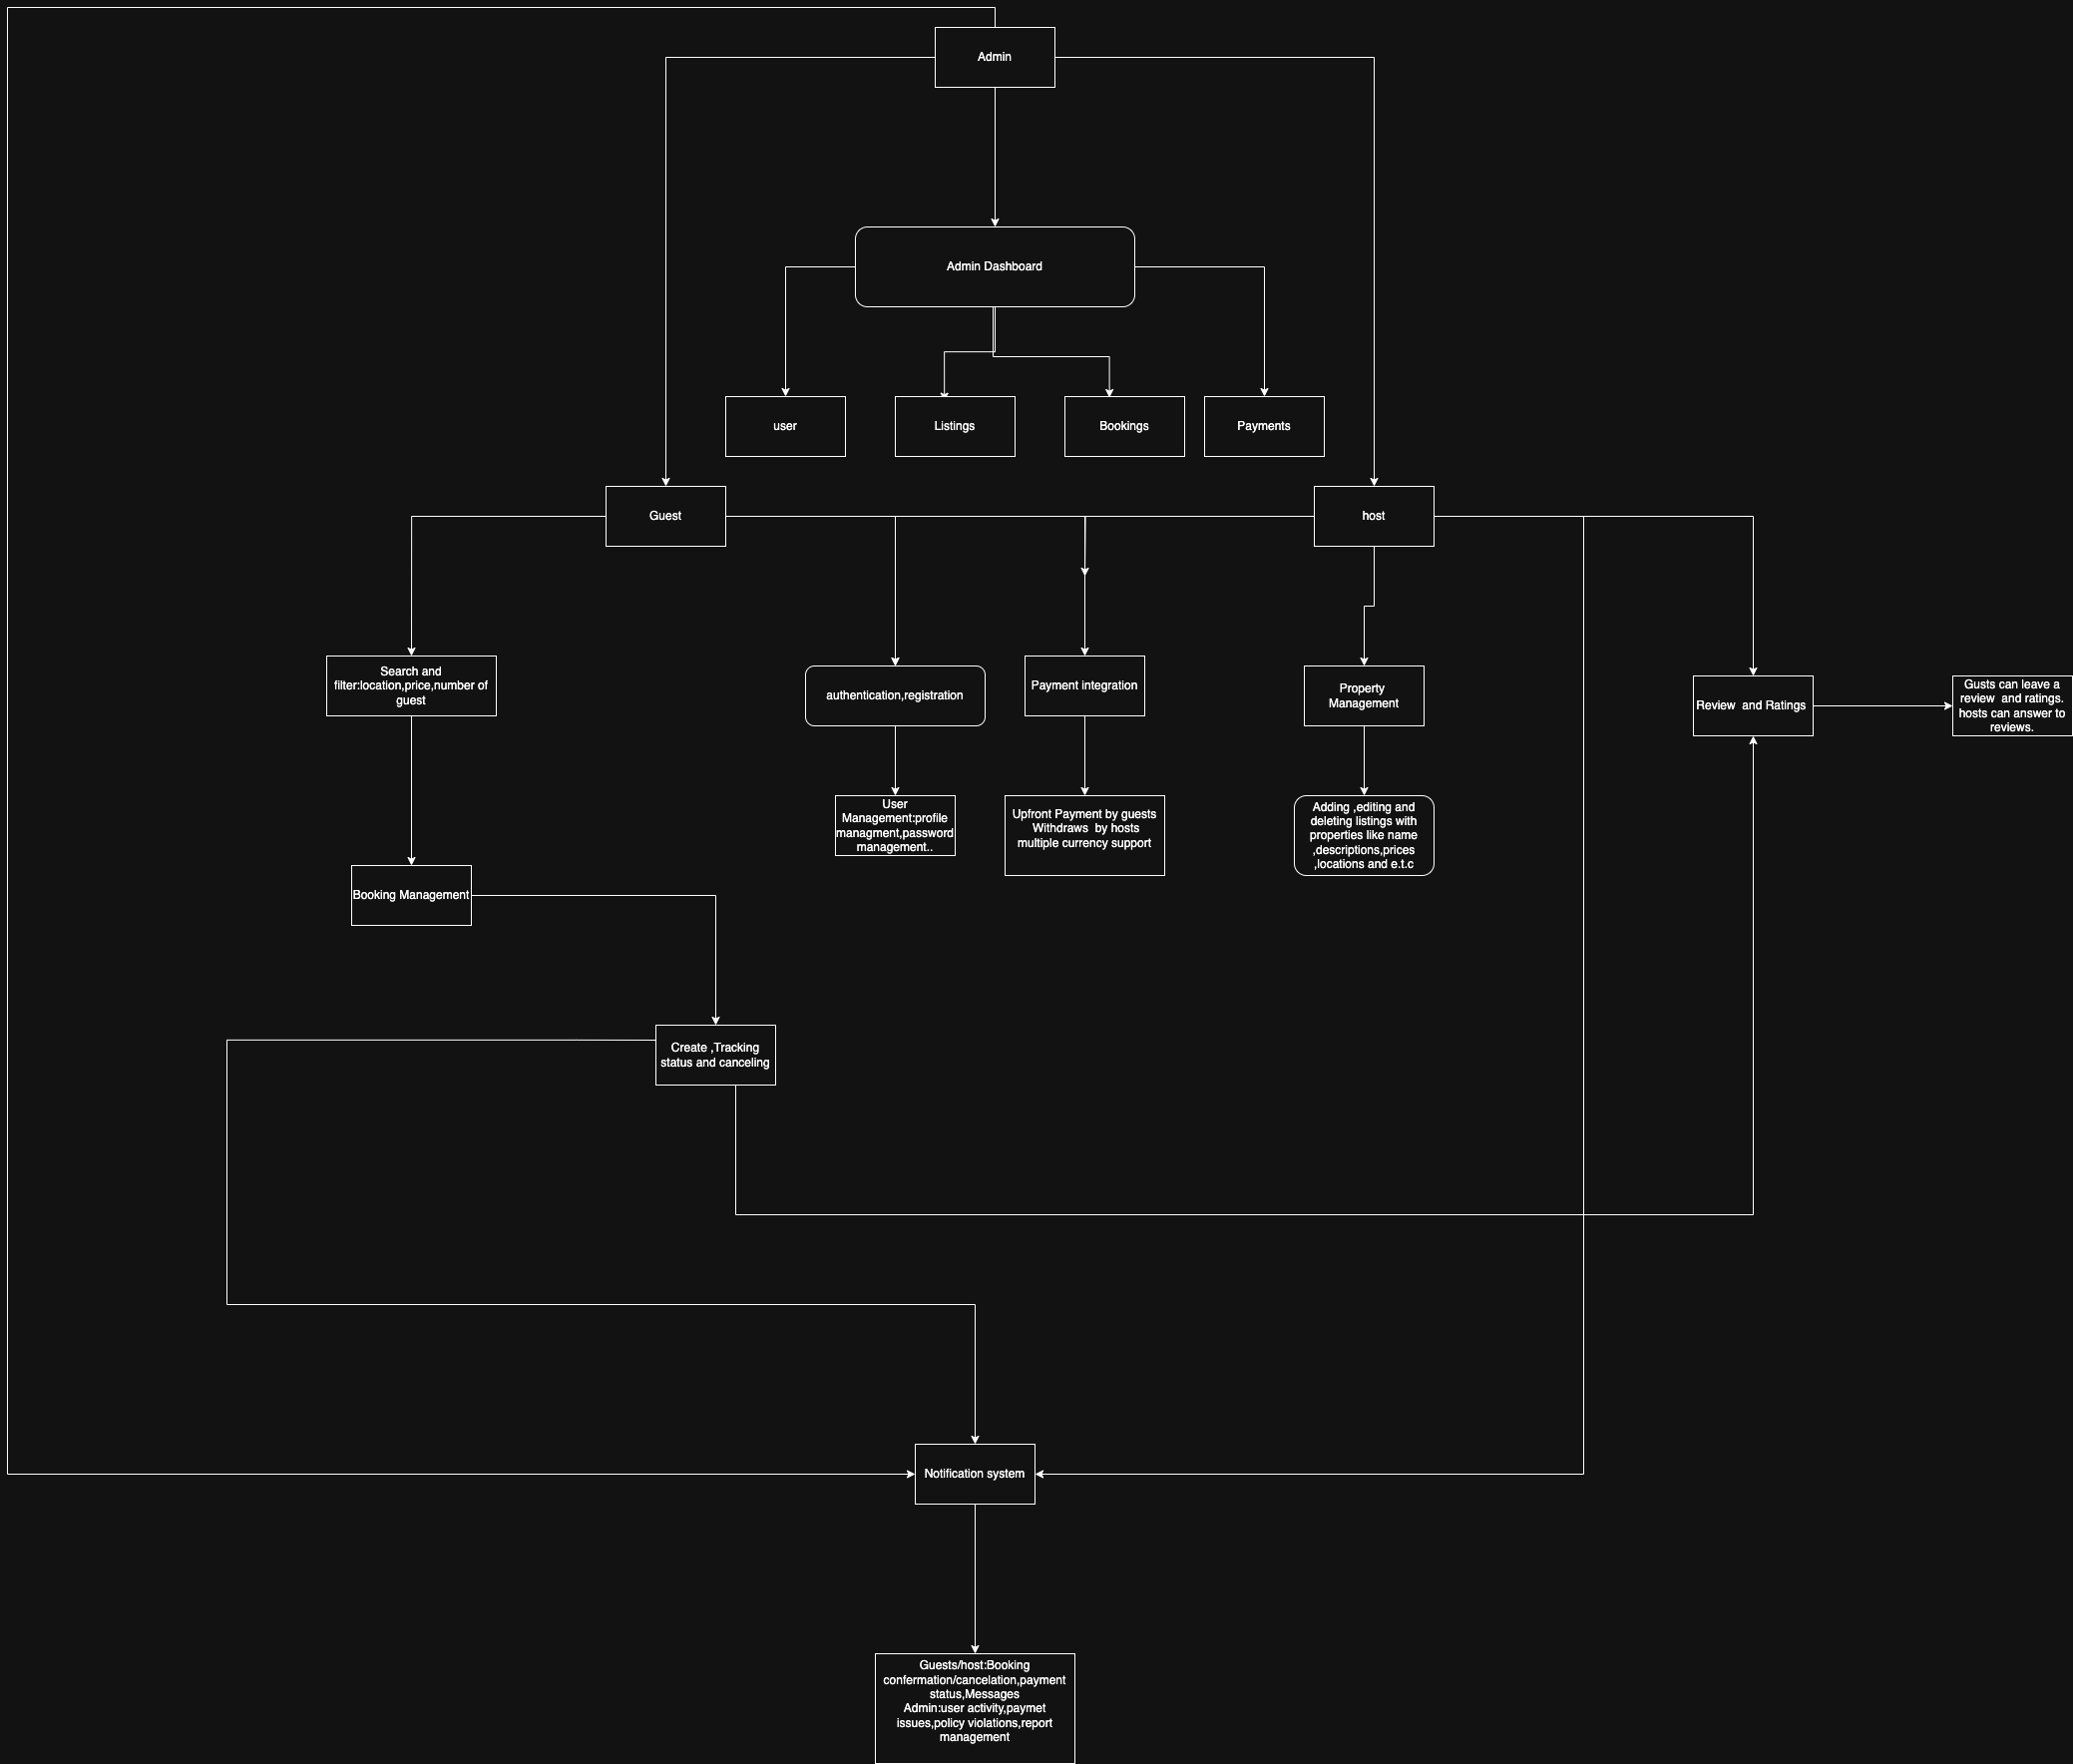 Admin
Admin Dashboard
user
Listings
Bookings
Payments
Guest
host
Search and
filter:location,price,number of
guest
authentication,registration
Payment integration
Property
Management
Review  and Ratings
Gusts can leave a
review  and ratings.
hosts can answer to
reviews.
User
Management:profile
managment,password
management..
Upfront Payment by guests
Withdraws  by hosts
multiple currency support
Adding ,editing and
deleting listings with
properties like name
,descriptions,prices
,locations and e.t.c
Booking Management
Create ,Tracking
status and canceling
Notification system
Guests/host:Booking
confermation/cancelation,payment
status,Messages
Admin:user activity,paymet
issues,policy violations,report
management